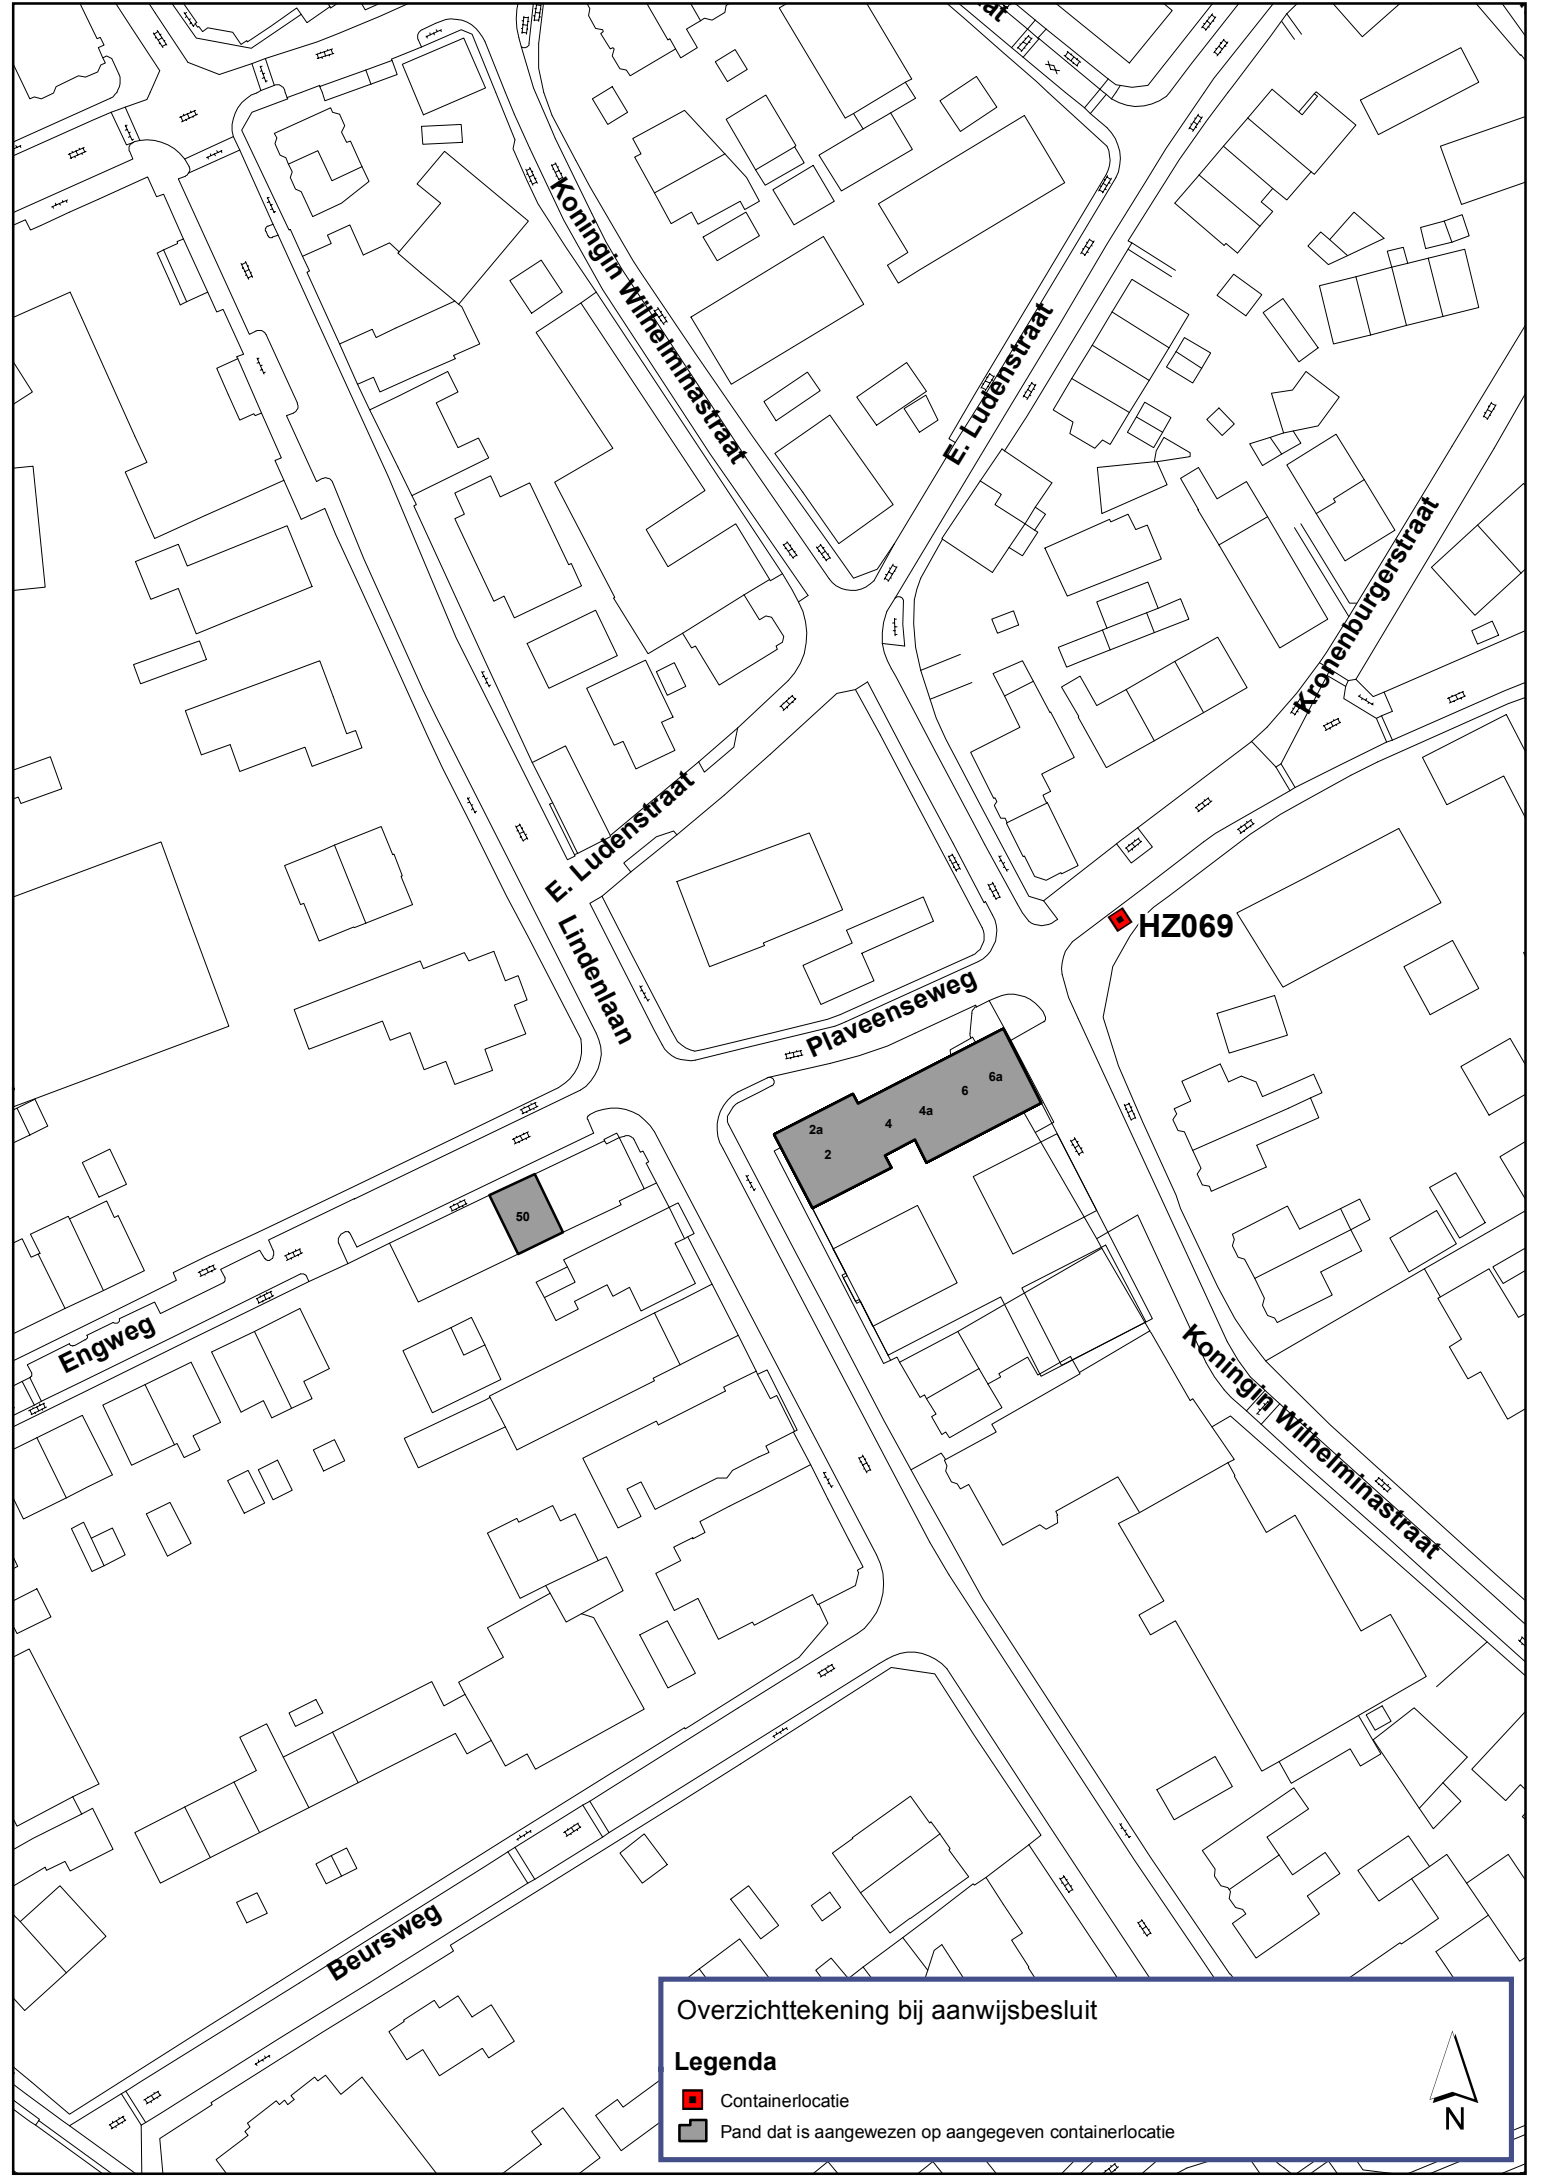 at
Koningin Wilhelminastraat
E. Ludenstraat
Kronenburgerstraat
E. Ludenstraat
Lindenlaan
HZ069
Plaveenseweg
6a
6
4a
4
2a
2
50
Engweg
Koningin Wilhelminastraat
Beursweg
Overzichttekening bij aanwijsbesluit
Legenda
Containerlocatie
Pand dat is aangewezen op aangegeven containerlocatie
N